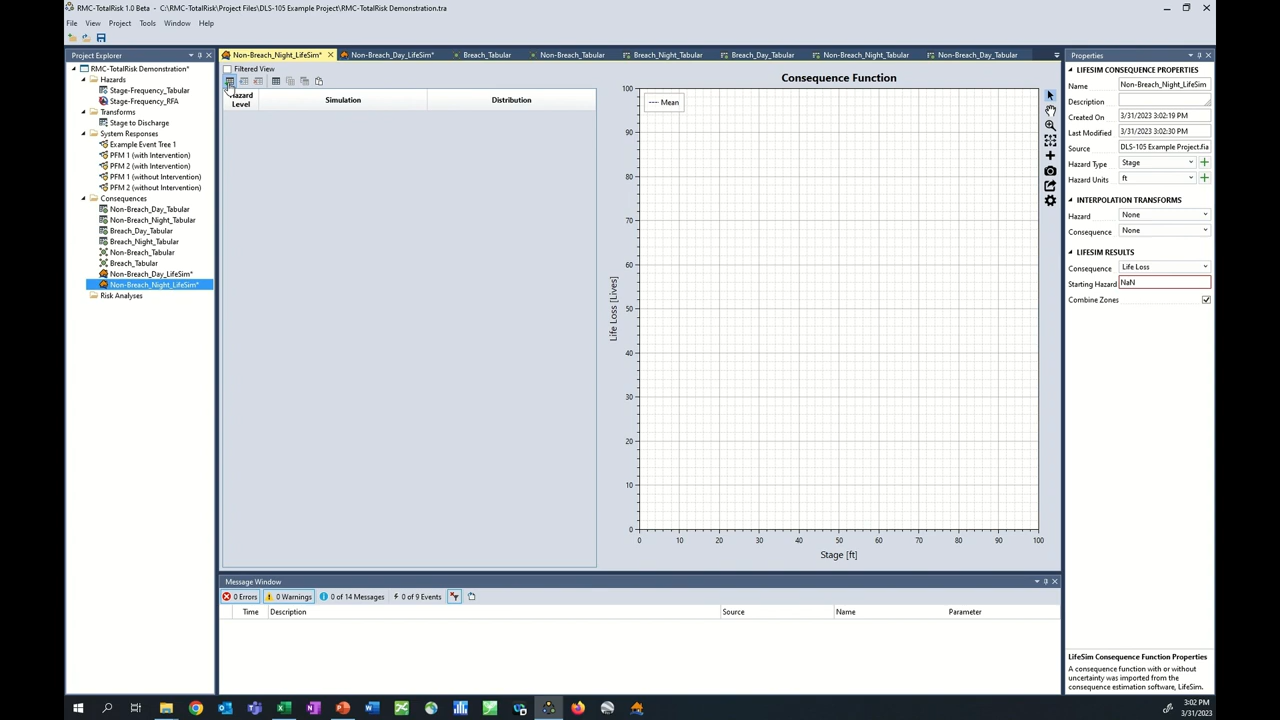 RMC-TotalRisk 1.0 Beta - C:\RMC-TotalRisk\Project Files\DLS-105 Example Project\RMC-TotalRisk Demonstration.tra
File View Project Tools Window Help
Project Explorer
RMC-TotalRisk Demonstration*
Hazards
Stage-Frequency_Tabular
Stage-Frequency_RFA
Transforms
Stage to Discharge
System Responses
Example Event Tree 1
PFM 1 (with Intervention)
PFM 2 (with Intervention)
PFM 1 (without Intervention)
PFM 2 (without Intervention)
Consequences
Non-Breach_Day_Tabular
Non-Breach_Night_Tabular
Breach_Day_Tabular
Breach_Night_Tabular
Non-Breach_Tabular
Breach_Tabular
Non-Breach_Day_LifeSim*
Non-Breach_Night_LifeSim*
Risk Analyses
Non-Breach_Night_LifeSim* Non-Breach_Day_LifeSim* Breach_Tabular Non-Breach_Tabular Breach_Night_Tabular Breach_Day_Tabular Non-Breach_Night_Tabular Non-Breach_Day_Tabular
Filtered View
Hazard Level Simulation Distribution
Consequence Function
Mean
100
90
80
70
60
50
40
30
20
10
0
Life Loss [Lives]
0 10 20 30 40 50 60 70 80 90 100
Stage [ft]
Message Window
0 Errors 0 Warnings 0 of 14 Messages 0 of 9 Events
Time Description Source Name Parameter
Properties
LIFESIM CONSEQUENCE PROPERTIES
Name Non-Breach_Night_LifeSim
Description
Created On 3/31/2023 3:02:19 PM
Last Modified 3/31/2023 3:02:30 PM
Source DLS-105 Example Project.fia
Hazard Type Stage
Hazard Units ft
INTERPOLATION TRANSFORMS
Hazard None
Consequence None
LIFESIM RESULTS
Consequence Life Loss
Starting Hazard NaN
Combine Zones
LifeSim Consequence Function Properties
A consequence function with or without
uncertainty was imported from the
consequence estimation software, LifeSim.
3:02 PM
3/31/2023